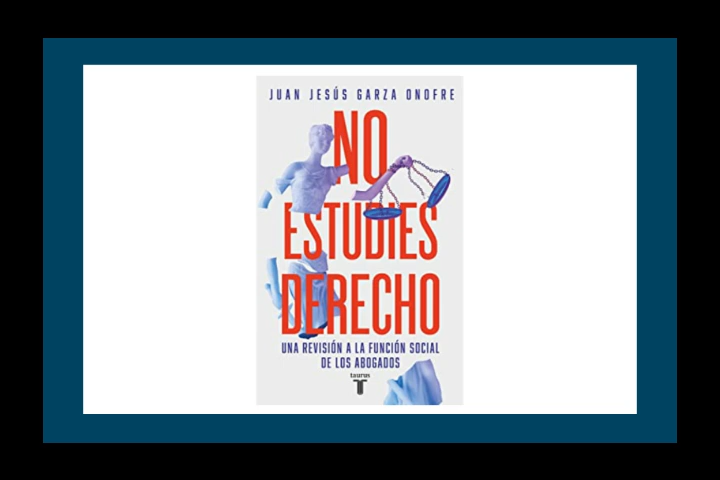 JUAN JESÚS GARZA ONOFRE
NO
ESTUDIES
DERECHO
UNA REVISIÓN A LA FUNCIÓN SOCIAL
DE LOS ABOGADOS
taurus